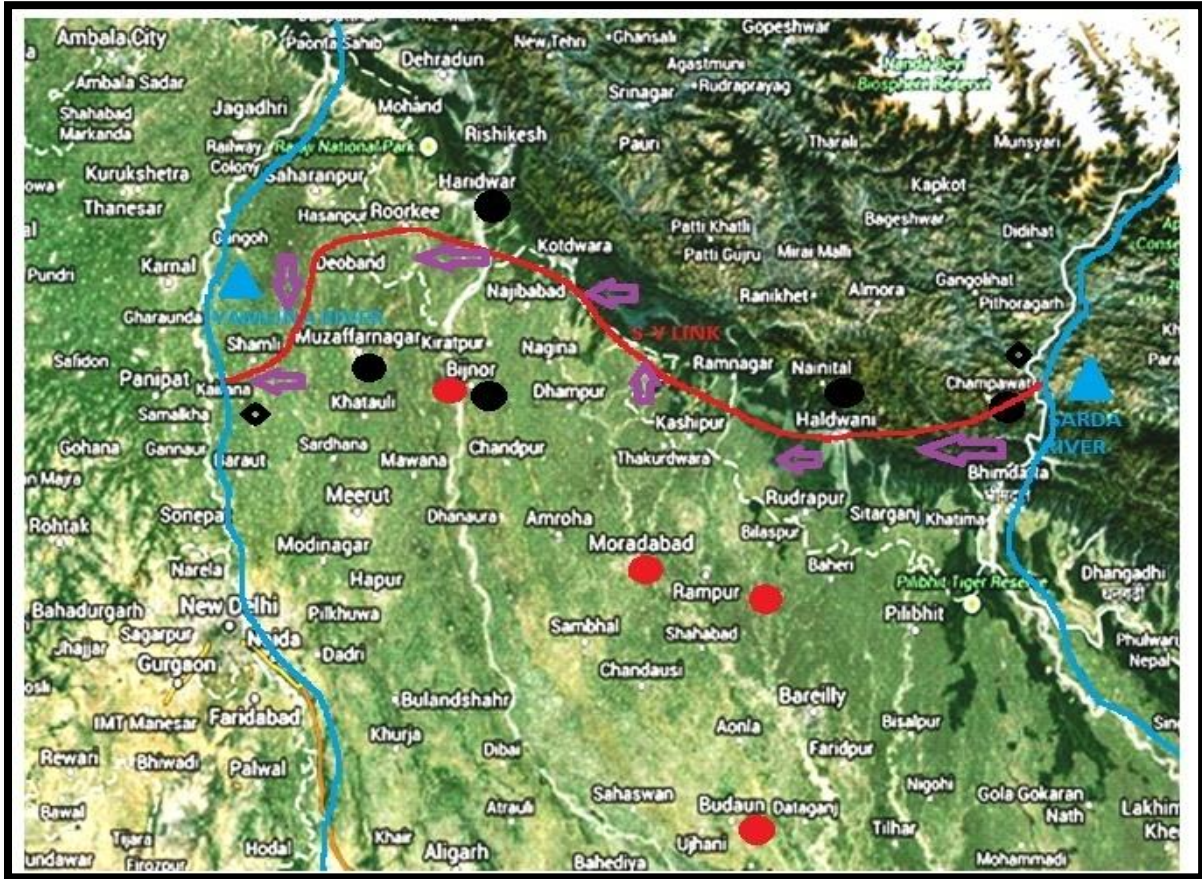 Ambala City
Paonta Sahib
Dehradun
New Tehri
Ghansali
Gopeshwar
Agastmuni
Rudraprayag
Nanda Devi
Biosphere Reserve
Ambala Sadar
Shahabad
Markanda
Jagadhri
Mohand
Srinagar
Rishikesh
Pauri
Tharali
Munsyari
Railway
Colony
National Park
Kurukshetra
Thanesar
Saharanpur
Haridwar
Kapkot
Hasanpur
Roorkee
Bageshwar
Patti Khatli
Patti Gujru
Mirai Malli
Didihat
Gangoh
Kotdwara
Pundri
Karnal
Deoband
Najibabad
Ranikhet
Almora
Gangolihat
Pithoragarh
Gharaunda
YAMUNA RIVER
S-Y LINK
Safidon
Shamli
Muzaffarnagar
Kiratpur
Nagina
Ramnagar
Nainital
Champawat
Panipat
Kairana
Bijnor
Dhampur
Samalkha
Khatauli
Kashipur
Haldwani
SARDA
RIVER
Gohana
Gannaur
Baraut
Sardhana
Mawana
Chandpur
Thakurdwara
Bhimdatta
Rohtak
Sonepa
Meerut
Dhanaura
Amroha
Rudrapur
Sitarganj
Khatima
Modinagar
Moradabad
Bilaspur
Baheri
Narela
Hapur
Rampur
Pilibhit Tiger Reserve
Dhangadhi
धनगढी
Bahadurgarh
New Delhi
Pilkhuwa
Sambhal
Shahabad
Pilibhit
Sagarpur
Jhajjar
Noida
Dadri
Gurgaon
Chandausi
Nepal
Bulandshahr
Bareilly
IMT Manesar
Faridabad
Khurja
Aonla
Bisalpur
Rewari
Bhiwadi
Palwal
Dibai
Faridpur
Bawal
Atrauli
Sahaswan
Budaun
Dataganj
Nigohi
Gola Gokaran
Nath
Lakhim
Tijara
Firozpur
Hodal
Khair
Aligarh
Ujhani
Bahediya
Tilhar
Mohammadi